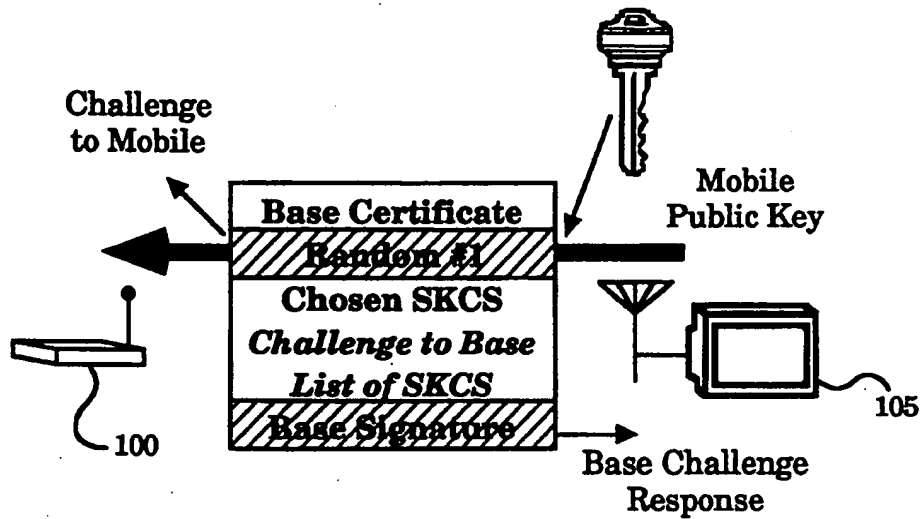 Challenge
to Mobile
Base Certificate
Random #1
Chosen SKCS
Challenge to Base
List of SKCS
Base Signature
Mobile
Public Key
100
105
Base Challenge
Response